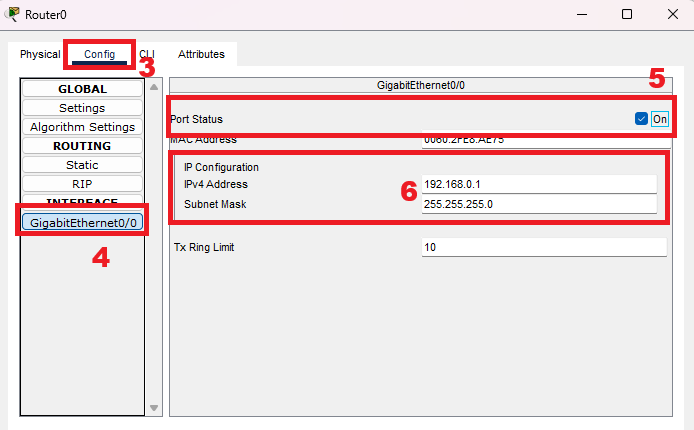 Router0
Physical Config CLI Attributes
3
5
GLOBAL
Settings
Algorithm Settings
ROUTING
Static
RIP
INTERFACE
GigabitEthernet0/0
4
GigabitEthernet0/0
Port Status On
MAC Address 0060.2FE8.AE75
IP Configuration
IPv4 Address 192.168.0.1
6
Subnet Mask 255.255.255.0
Tx Ring Limit 10